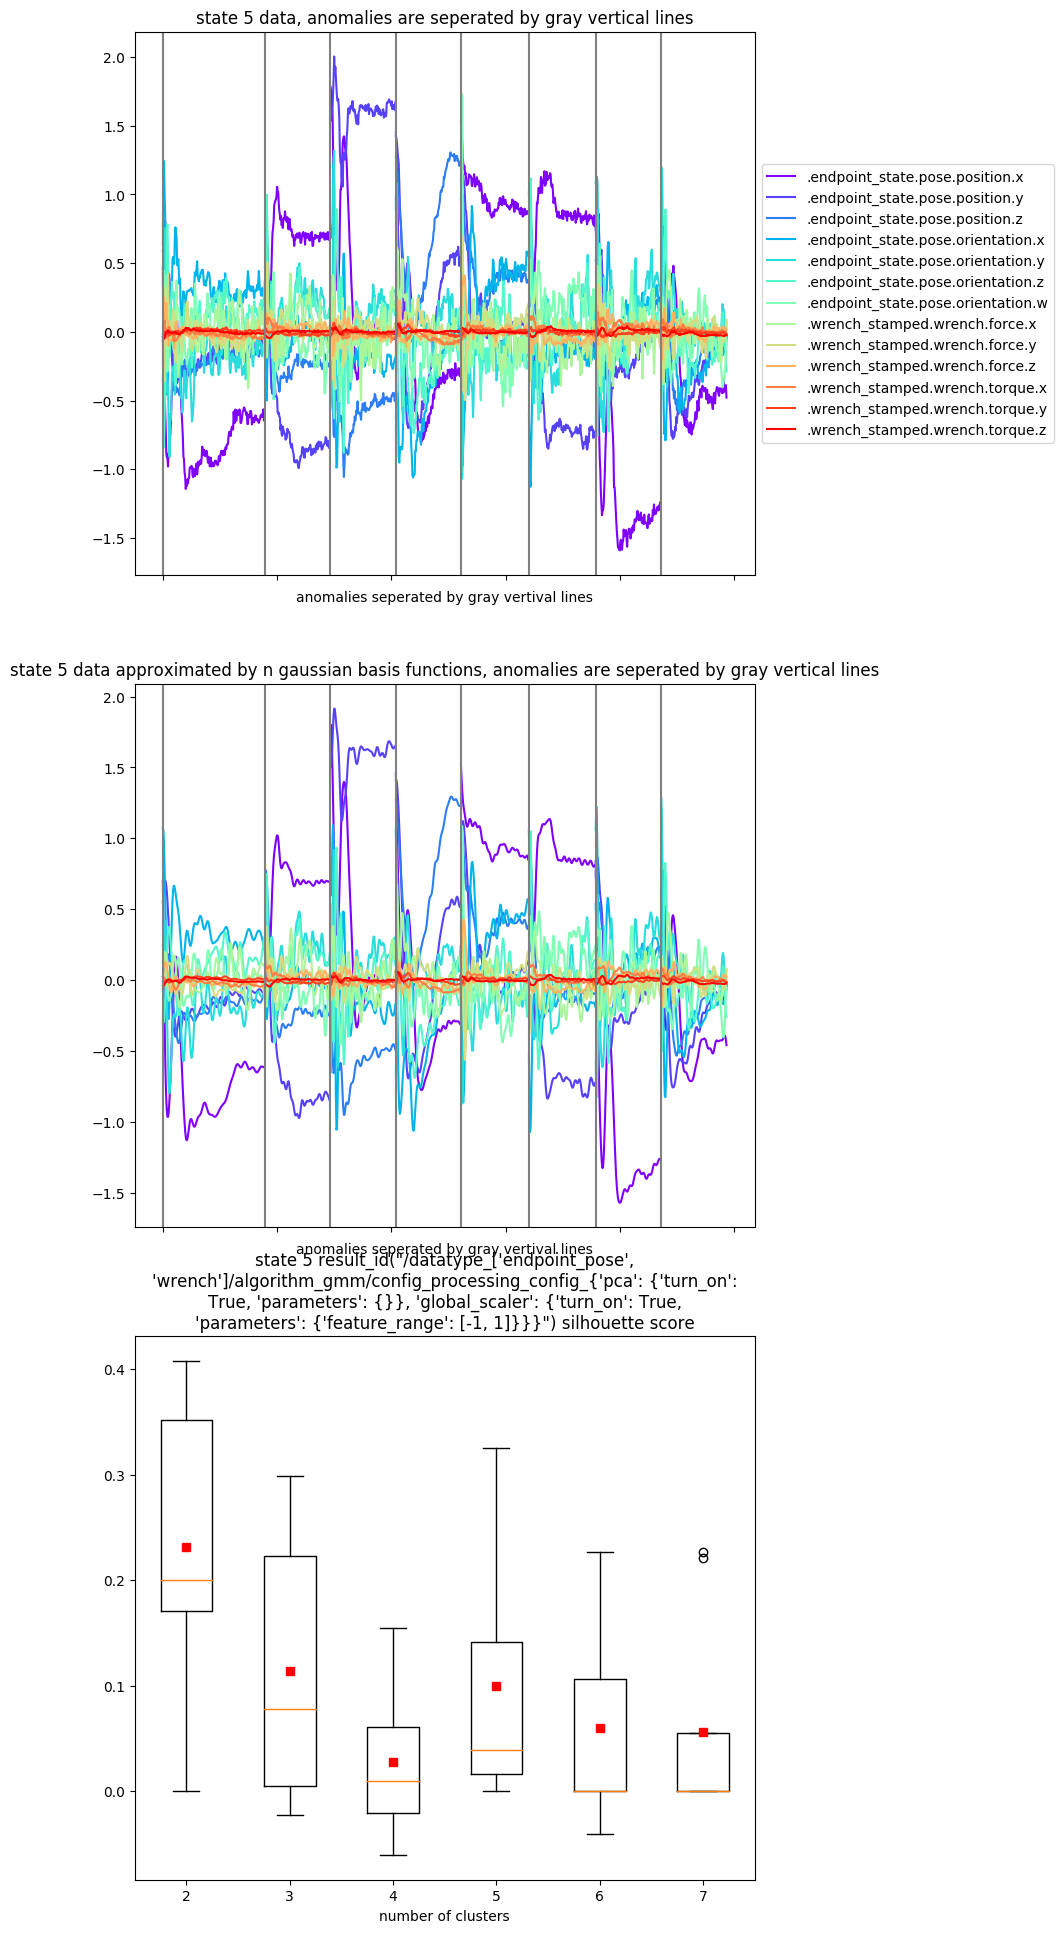 state 5 data, anomalies are seperated by gray vertical lines
2.0
1.5
1.0
0.5
0.0
−0.5
−1.0
−1.5
.endpoint_state.pose.position.x
.endpoint_state.pose.position.y
.endpoint_state.pose.position.z
.endpoint_state.pose.orientation.x
.endpoint_state.pose.orientation.y
.endpoint_state.pose.orientation.z
.endpoint_state.pose.orientation.w
.wrench_stamped.wrench.force.x
.wrench_stamped.wrench.force.y
.wrench_stamped.wrench.force.z
.wrench_stamped.wrench.torque.x
.wrench_stamped.wrench.torque.y
.wrench_stamped.wrench.torque.z
anomalies seperated by gray vertival lines
state 5 data approximated by n gaussian basis functions, anomalies are seperated by gray vertical lines
2.0
1.5
1.0
0.5
0.0
−0.5
−1.0
−1.5
anomalies seperated by gray vertival lines
state 5 result_id("/datatype_['endpoint_pose',
'wrench']/algorithm_gmm/config_processing_config_{'pca': {'turn_on':
True, 'parameters': {}}, 'global_scaler': {'turn_on': True,
'parameters': {'feature_range': [-1, 1]}}}") silhouette score
0.4
0.3
0.2
0.1
0.0
2 3 4 5 6 7
number of clusters